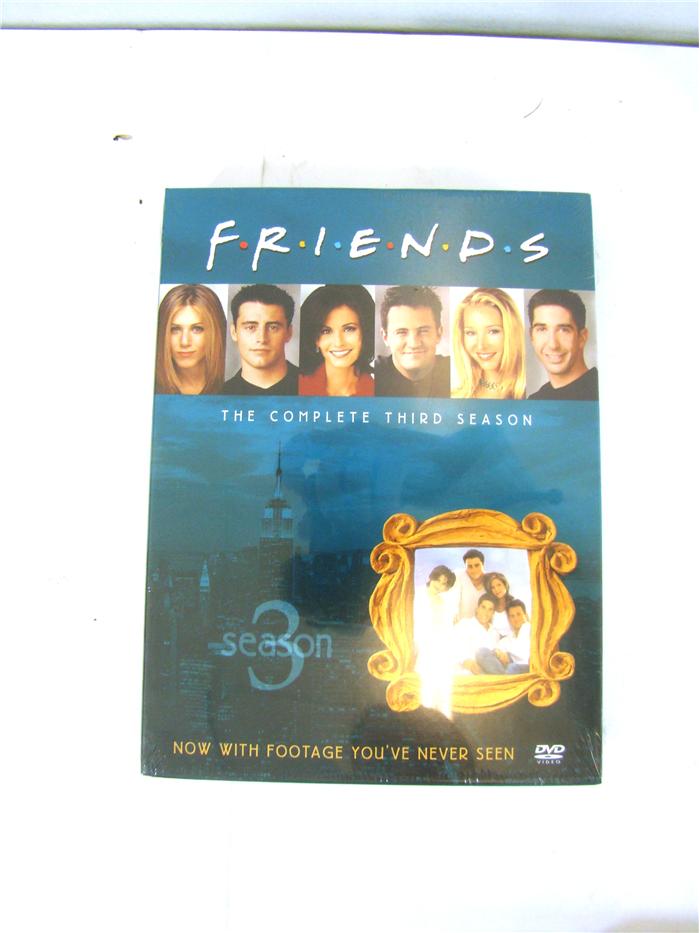 F·R·I·E·N·D·S
THE COMPLETE THIRD SEASON
season 3
NOW WITH FOOTAGE YOU'VE NEVER SEEN
DVD
VIDEO